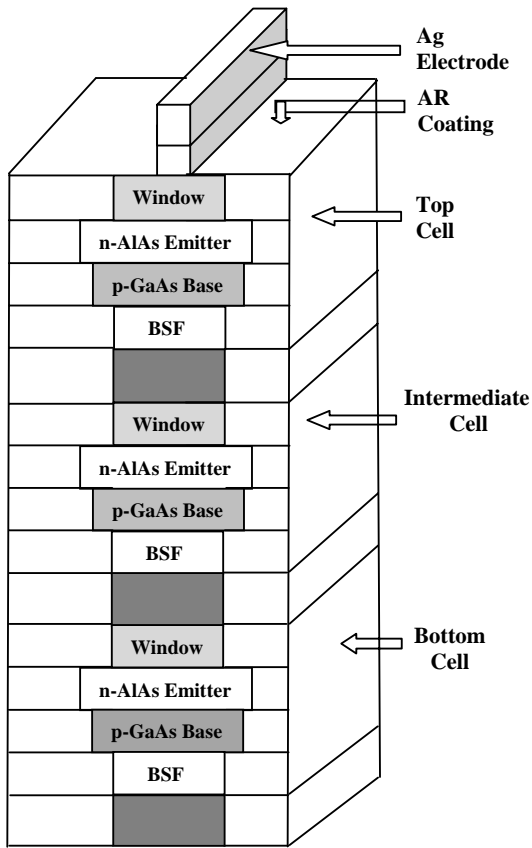 Ag
Electrode
AR
Coating
Window
Top
Cell
n-AlAs Emitter
p-GaAs Base
BSF
Window
Intermediate
Cell
n-AlAs Emitter
p-GaAs Base
BSF
Window
Bottom
Cell
n-AlAs Emitter
p-GaAs Base
BSF